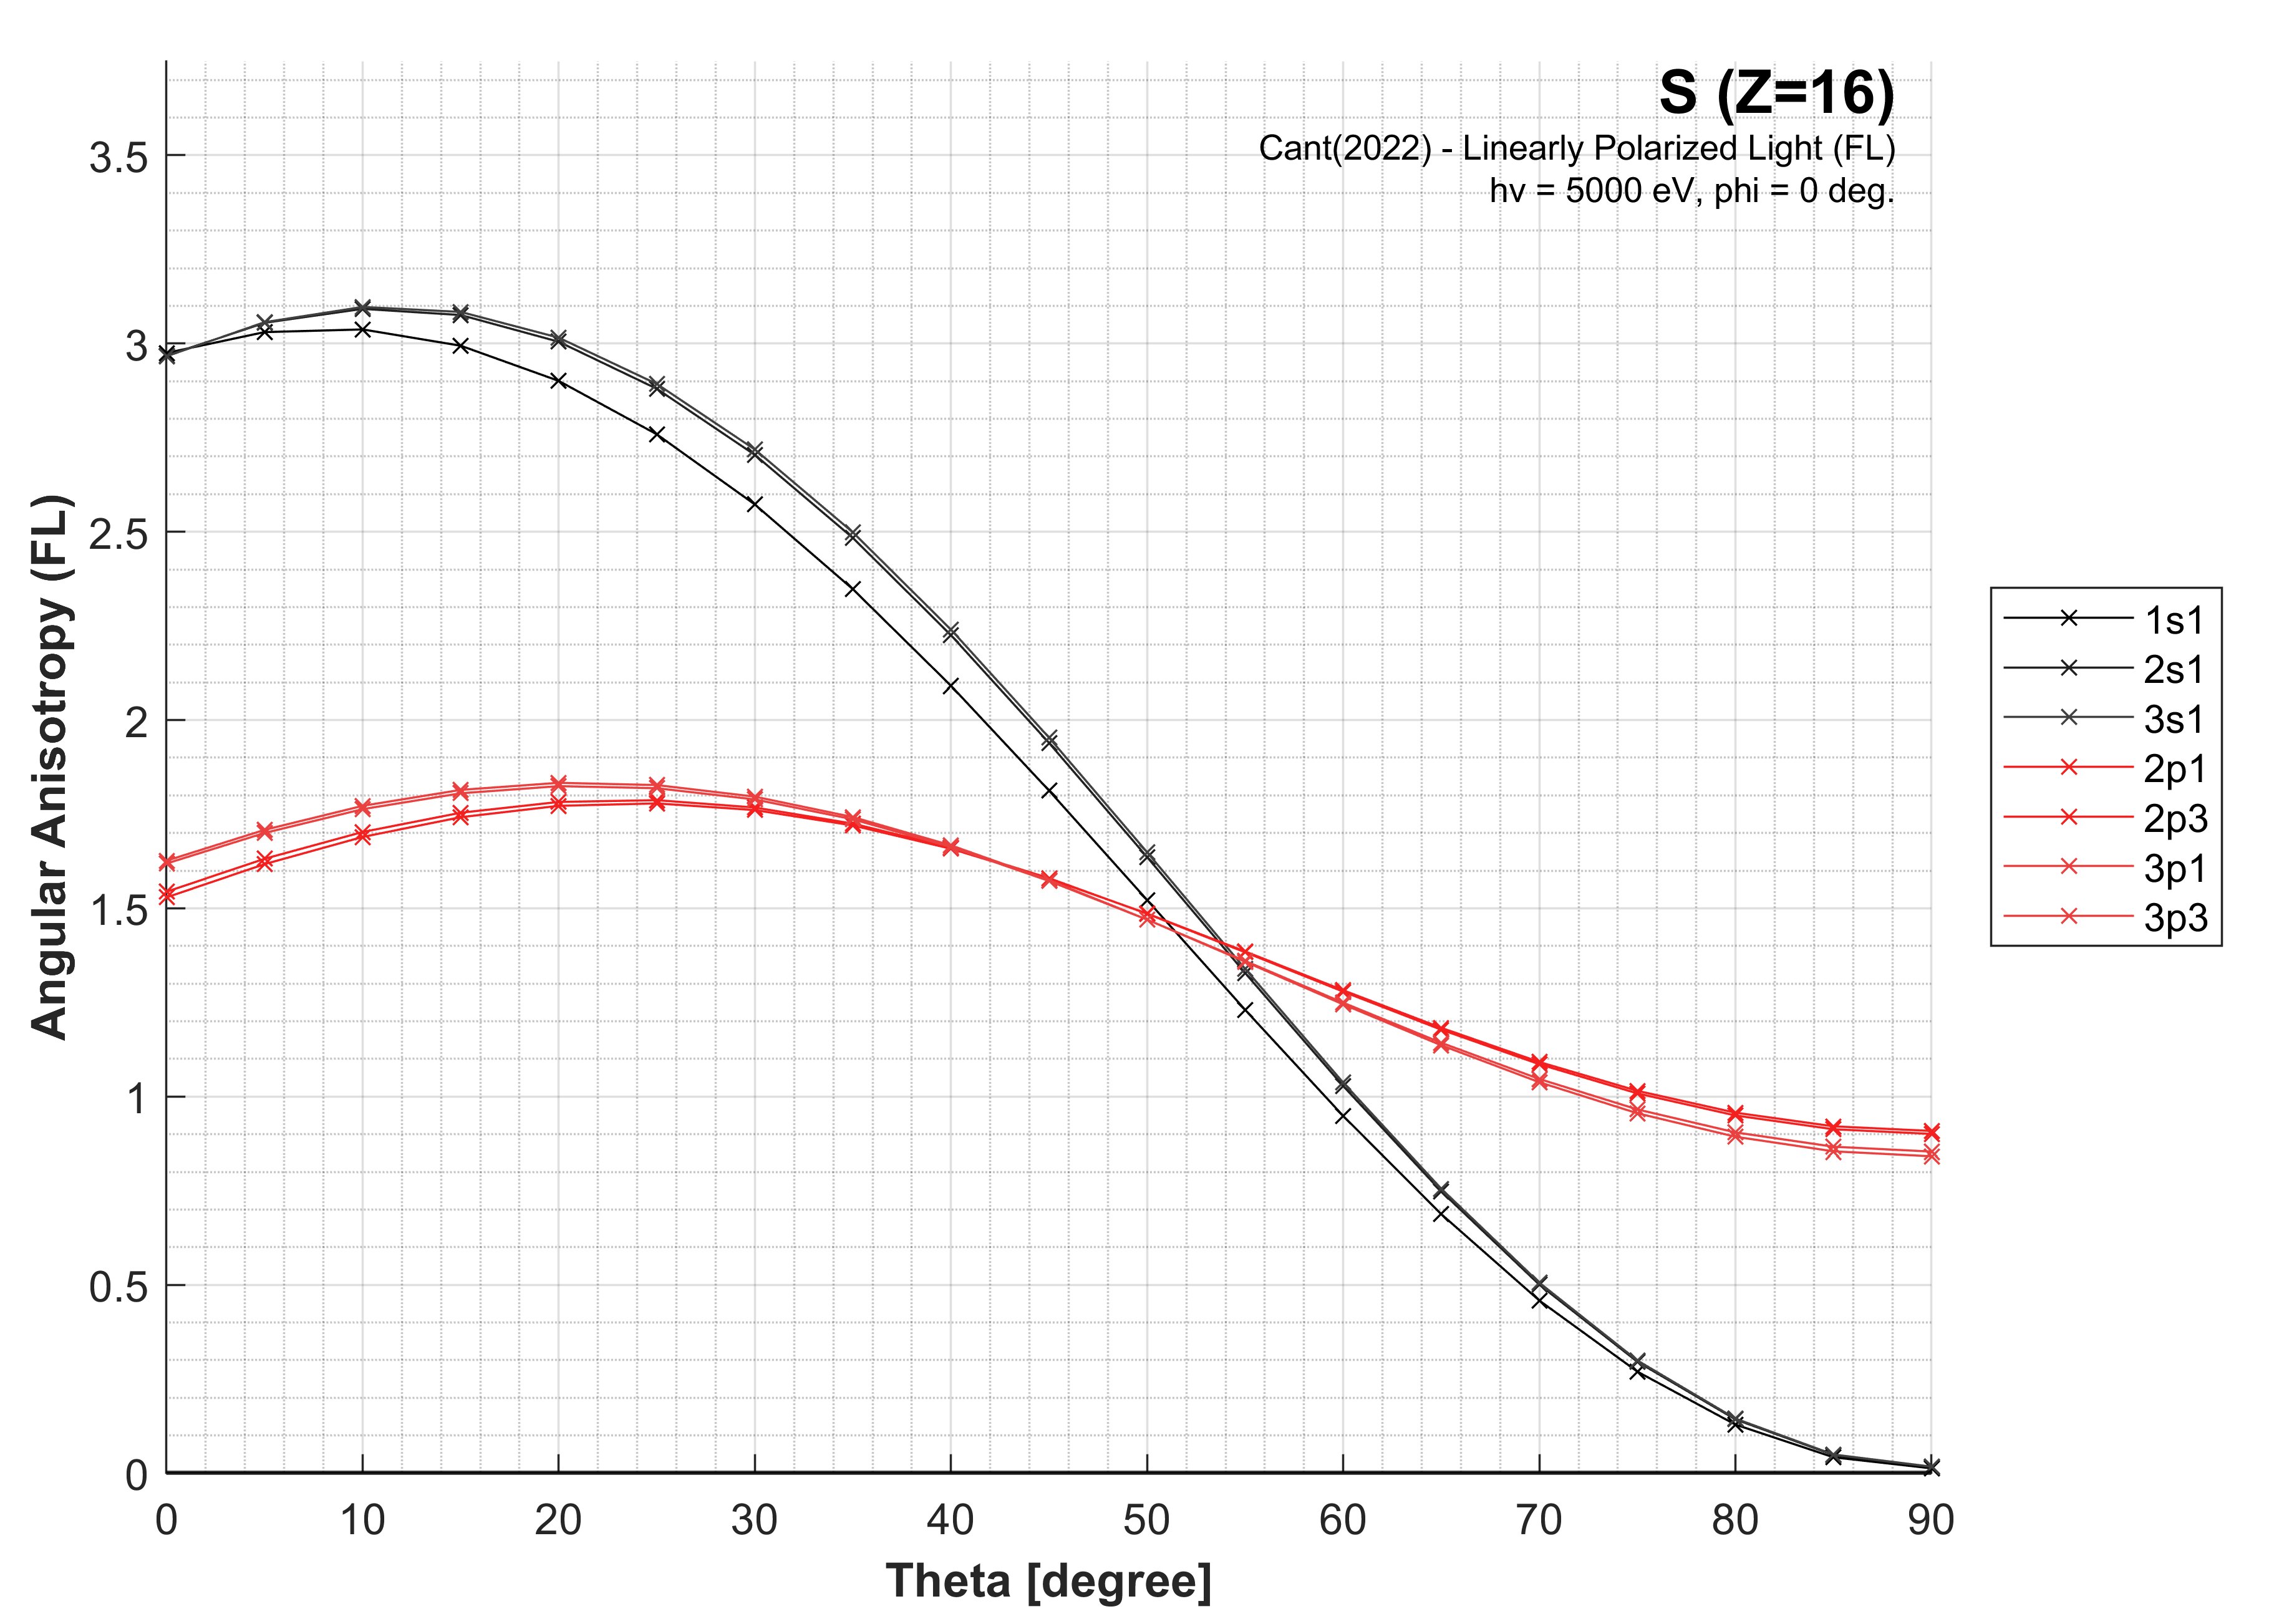 S (Z=16)
Cant(2022) - Linearly Polarized Light (FL)
hv = 5000 eV, phi = 0 deg.
Angular Anisotropy (FL)
3.5
3
2.5
2
1.5
1
0.5
0
0 10 20 30 40 50 60 70 80 90
Theta [degree]
1s1
2s1
3s1
2p1
2p3
3p1
3p3